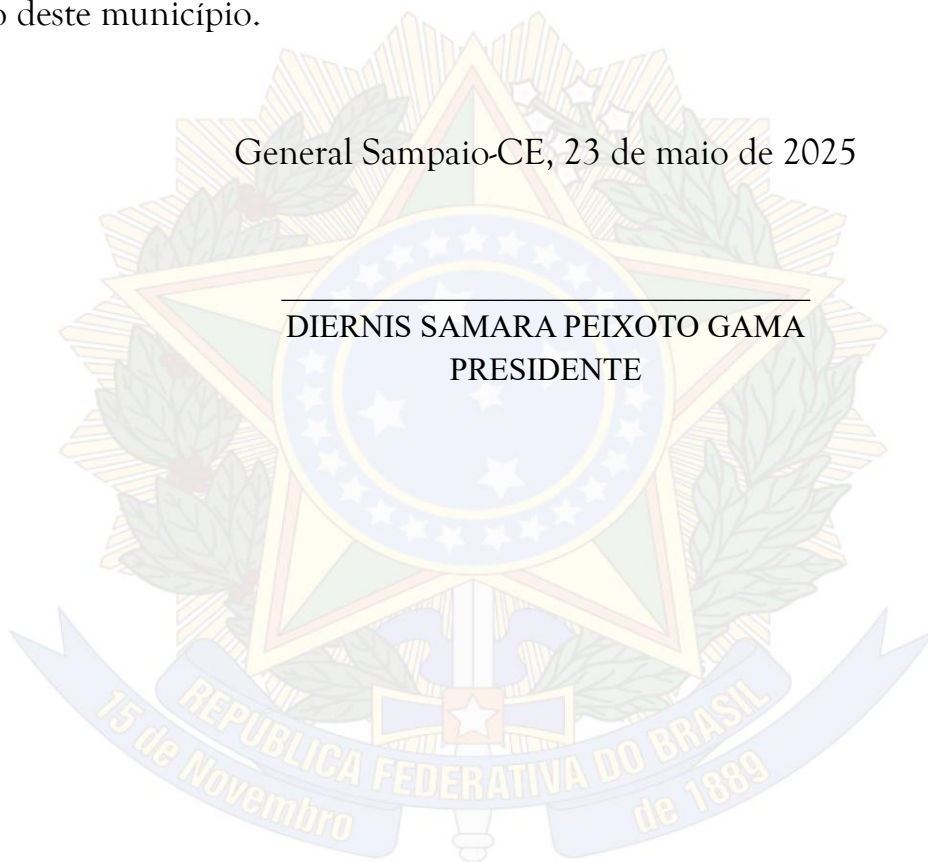 o deste município.
General Sampaio-CE, 23 de maio de 2025
DIERNIS SAMARA PEIXOTO GAMA
PRESIDENTE
REPÚBLICA FEDERATIVA DO BRASIL
15 de Novembro
de 1889